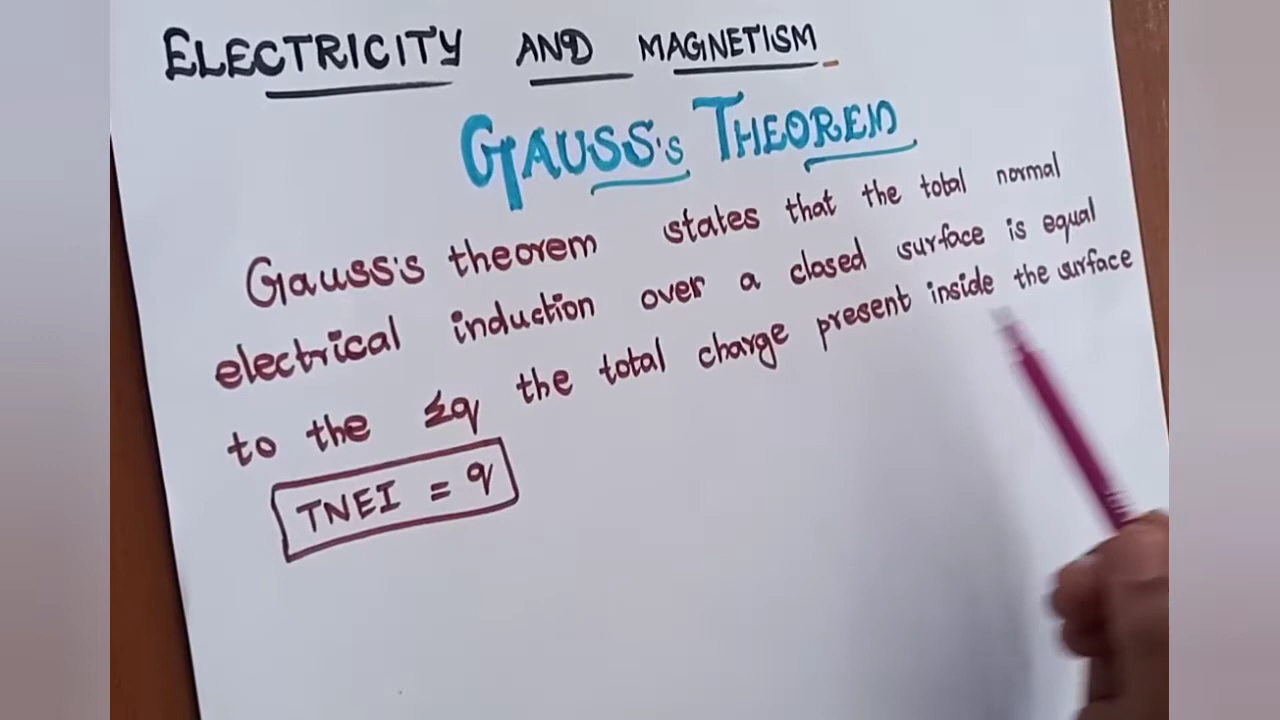 ELECTRICITY AND MAGNETISM
GAUSS's THEOREM
Gauss's theorem states that the total normal
electrical induction over a closed surface is equal
to the Σq the total charge present inside the surface
TNEI = q